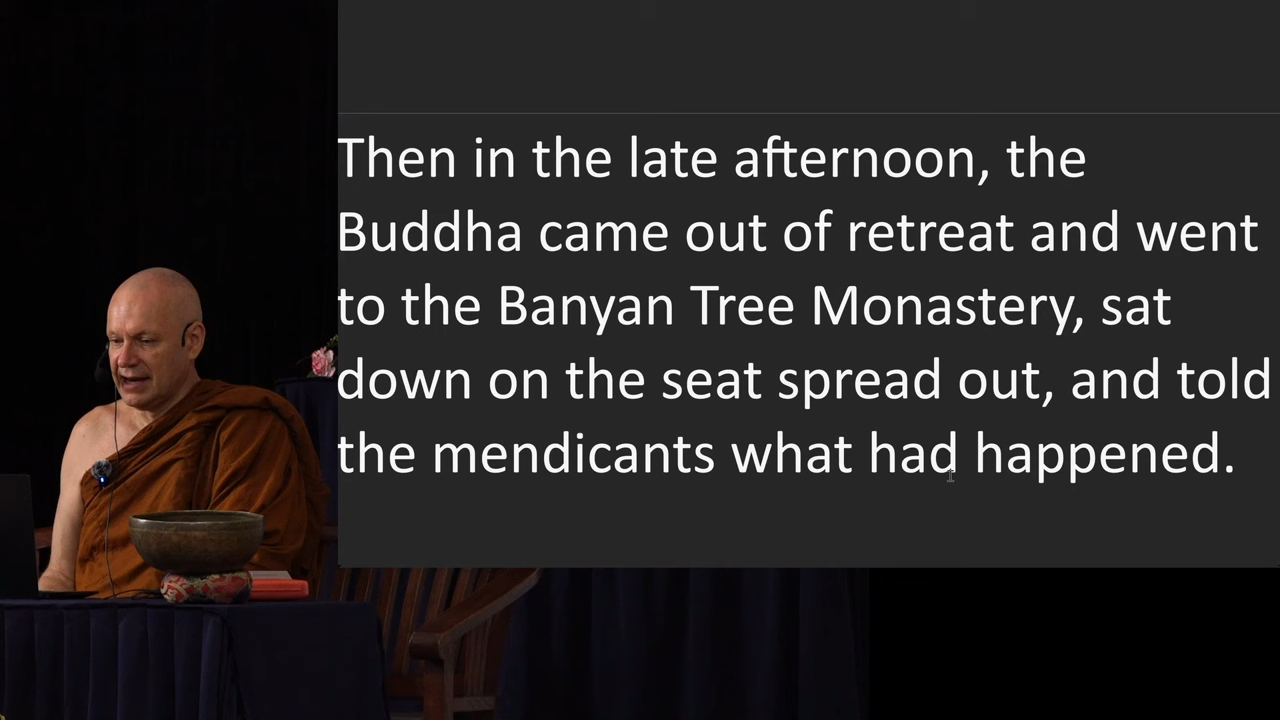 Then in the late afternoon, the
Buddha came out of retreat and went
to the Banyan Tree Monastery, sat
down on the seat spread out, and told
the mendicants what had happened.